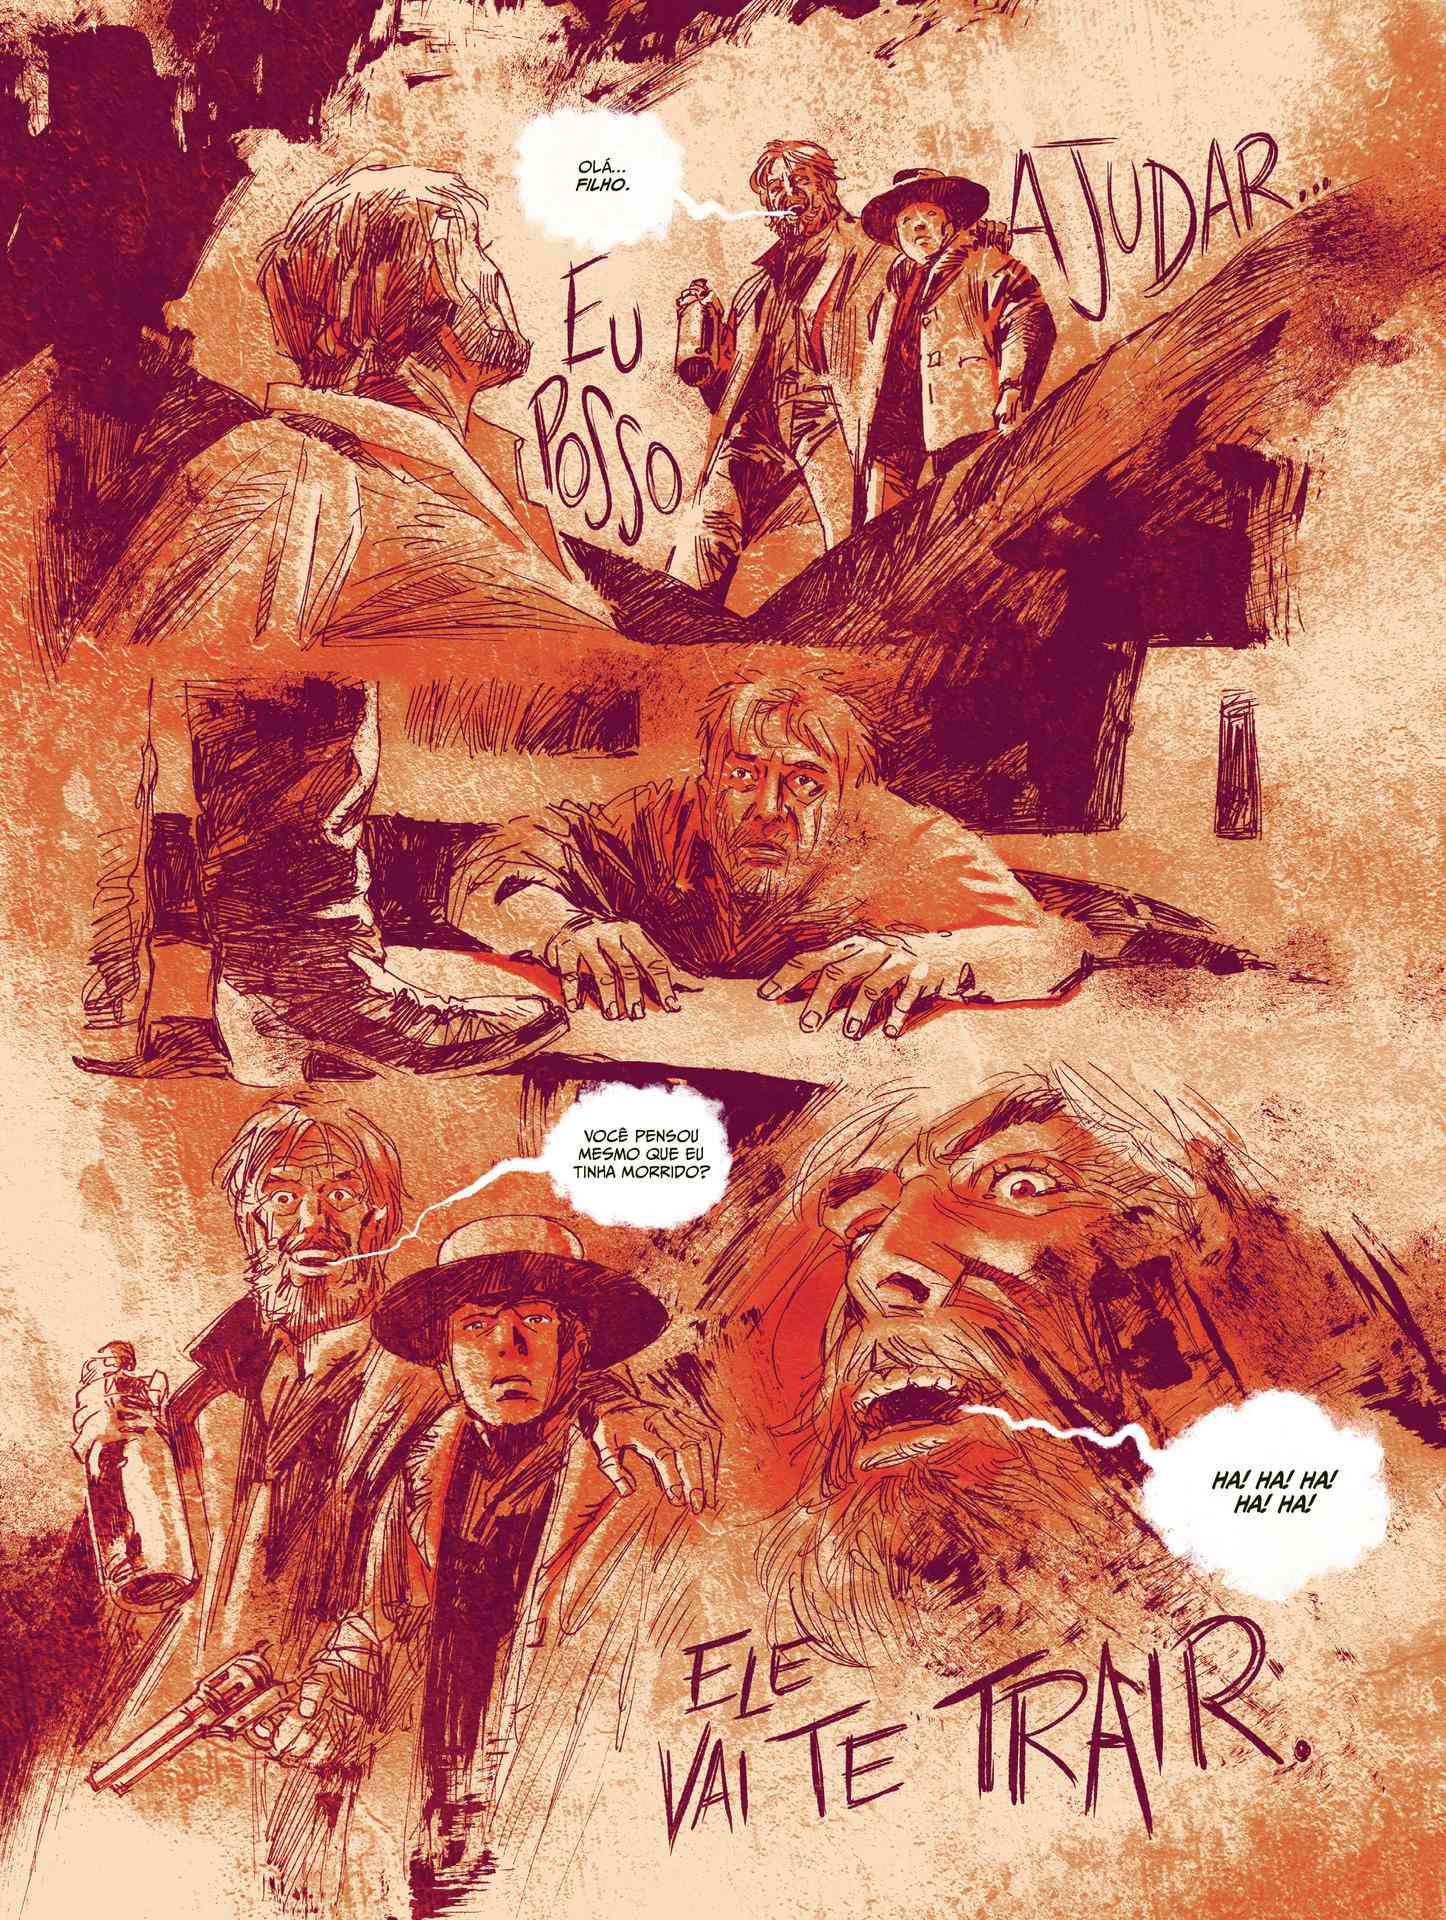 OLÁ...
FILHO.
EU
POSSO
AJUDAR...
VOCÊ PENSOU
MESMO QUE EU
TINHA MORRIDO?
HA! HA! HA!
HA! HA!
ELE
VAI TE TRAIR.